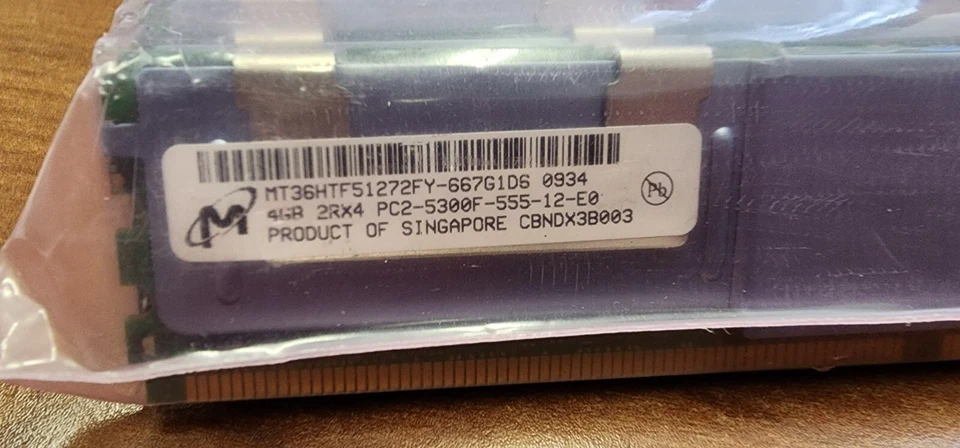 MT36HTF51272FY-667G1D6 0934
4GB 2RX4 PC2-5300F-555-12-E0
PRODUCT OF SINGAPORE CBNDX3B003
Pb